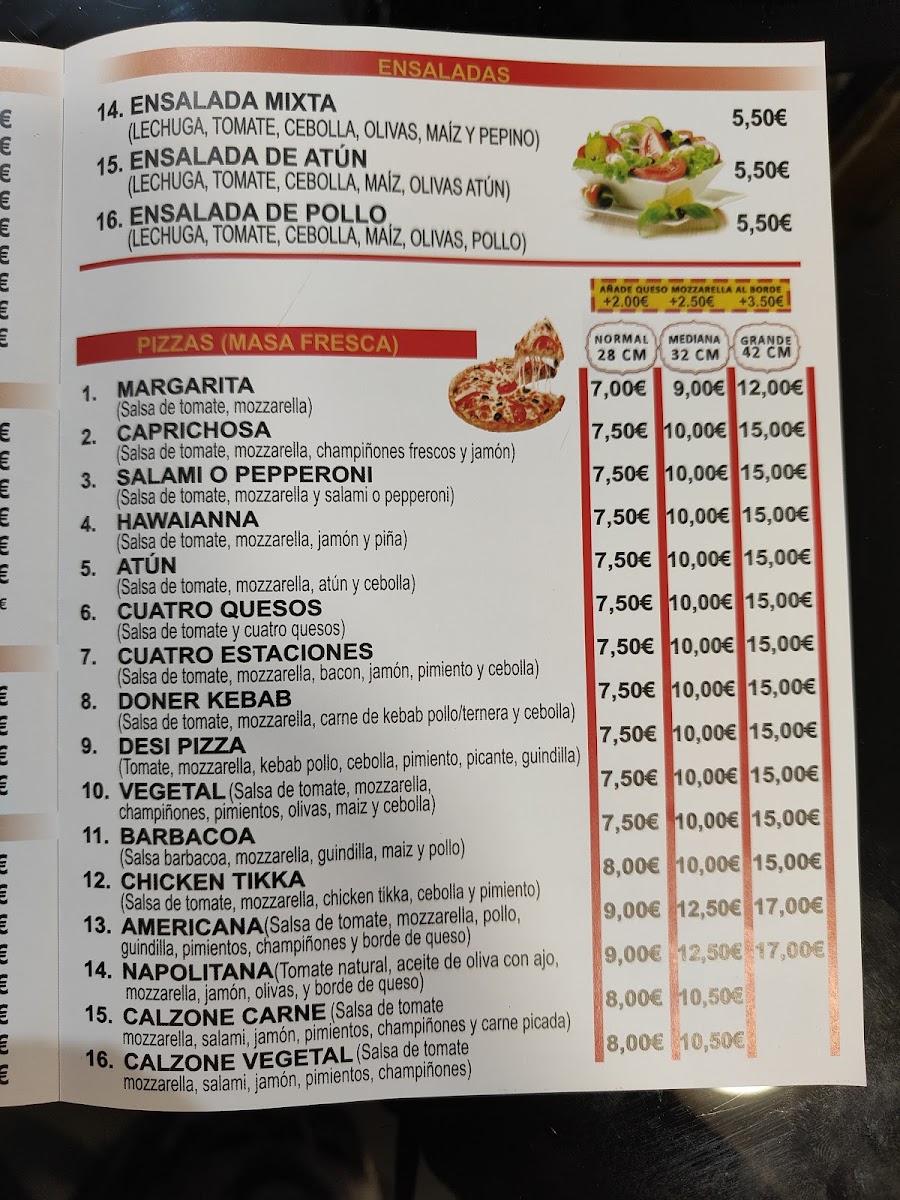 ENSALADAS
14. ENSALADA MIXTA 5,50€
(LECHUGA, TOMATE, CEBOLLA, OLIVAS, MAÍZ Y PEPINO)
15. ENSALADA DE ATÚN 5,50€
(LECHUGA, TOMATE, CEBOLLA, MAÍZ, OLIVAS ATÚN)
16. ENSALADA DE POLLO 5,50€
(LECHUGA, TOMATE, CEBOLLA, MAÍZ, OLIVAS, POLLO)
AÑADE QUESO MOZZARELLA AL BORDE
+2.00€ +2.50€ +3.50€
PIZZAS (MASA FRESCA)
NORMAL MEDIANA GRANDE
28 CM 32 CM 42 CM
1. MARGARITA 7,00€ 9,00€ 12,00€
(Salsa de tomate, mozzarella)
2. CAPRICHOSA 7,50€ 10,00€ 15,00€
(Salsa de tomate, mozzarella, champiñones frescos y jamón)
3. SALAMI O PEPPERONI 7,50€ 10,00€ 15,00€
(Salsa de tomate, mozzarella y salami o pepperoni)
4. HAWAIANNA 7,50€ 10,00€ 15,00€
(Salsa de tomate, mozzarella, jamón y piña)
5. ATÚN 7,50€ 10,00€ 15,00€
(Salsa de tomate, mozzarella, atún y cebolla)
6. CUATRO QUESOS 7,50€ 10,00€ 15,00€
(Salsa de tomate y cuatro quesos)
7. CUATRO ESTACIONES 7,50€ 10,00€ 15,00€
(Salsa de tomate, mozzarella, bacon, jamón, pimiento y cebolla)
8. DONER KEBAB 7,50€ 10,00€ 15,00€
(Salsa de tomate, mozzarella, carne de kebab pollo/ternera y cebolla)
9. DESI PIZZA 7,50€ 10,00€ 15,00€
(Tomate, mozzarella, kebab pollo, cebolla, pimiento, picante, guindilla)
10. VEGETAL (Salsa de tomate, mozzarella, 7,50€ 10,00€ 15,00€
champiñones, pimientos, olivas, maiz y cebolla)
11. BARBACOA 7,50€ 10,00€ 15,00€
(Salsa barbacoa, mozzarella, guindilla, maiz y pollo)
12. CHICKEN TIKKA 8,00€ 10,00€ 15,00€
(Salsa de tomate, mozzarella, chicken tikka, cebolla y pimiento)
13. AMERICANA (Salsa de tomate, mozzarella, pollo, 9,00€ 12,50€ 17,00€
guindilla, pimientos, champiñones y borde de queso)
14. NAPOLITANA (Tomate natural, aceite de oliva con ajo, 9,00€ 12,50€ 17,00€
mozzarella, jamón, olivas, y borde de queso)
15. CALZONE CARNE (Salsa de tomate 8,00€ 10,50€
mozzarella, salami, jamón, pimientos, champiñones y carne picada)
16. CALZONE VEGETAL (Salsa de tomate 8,00€ 10,50€
mozzarella, salami, jamón, pimientos, champiñones)